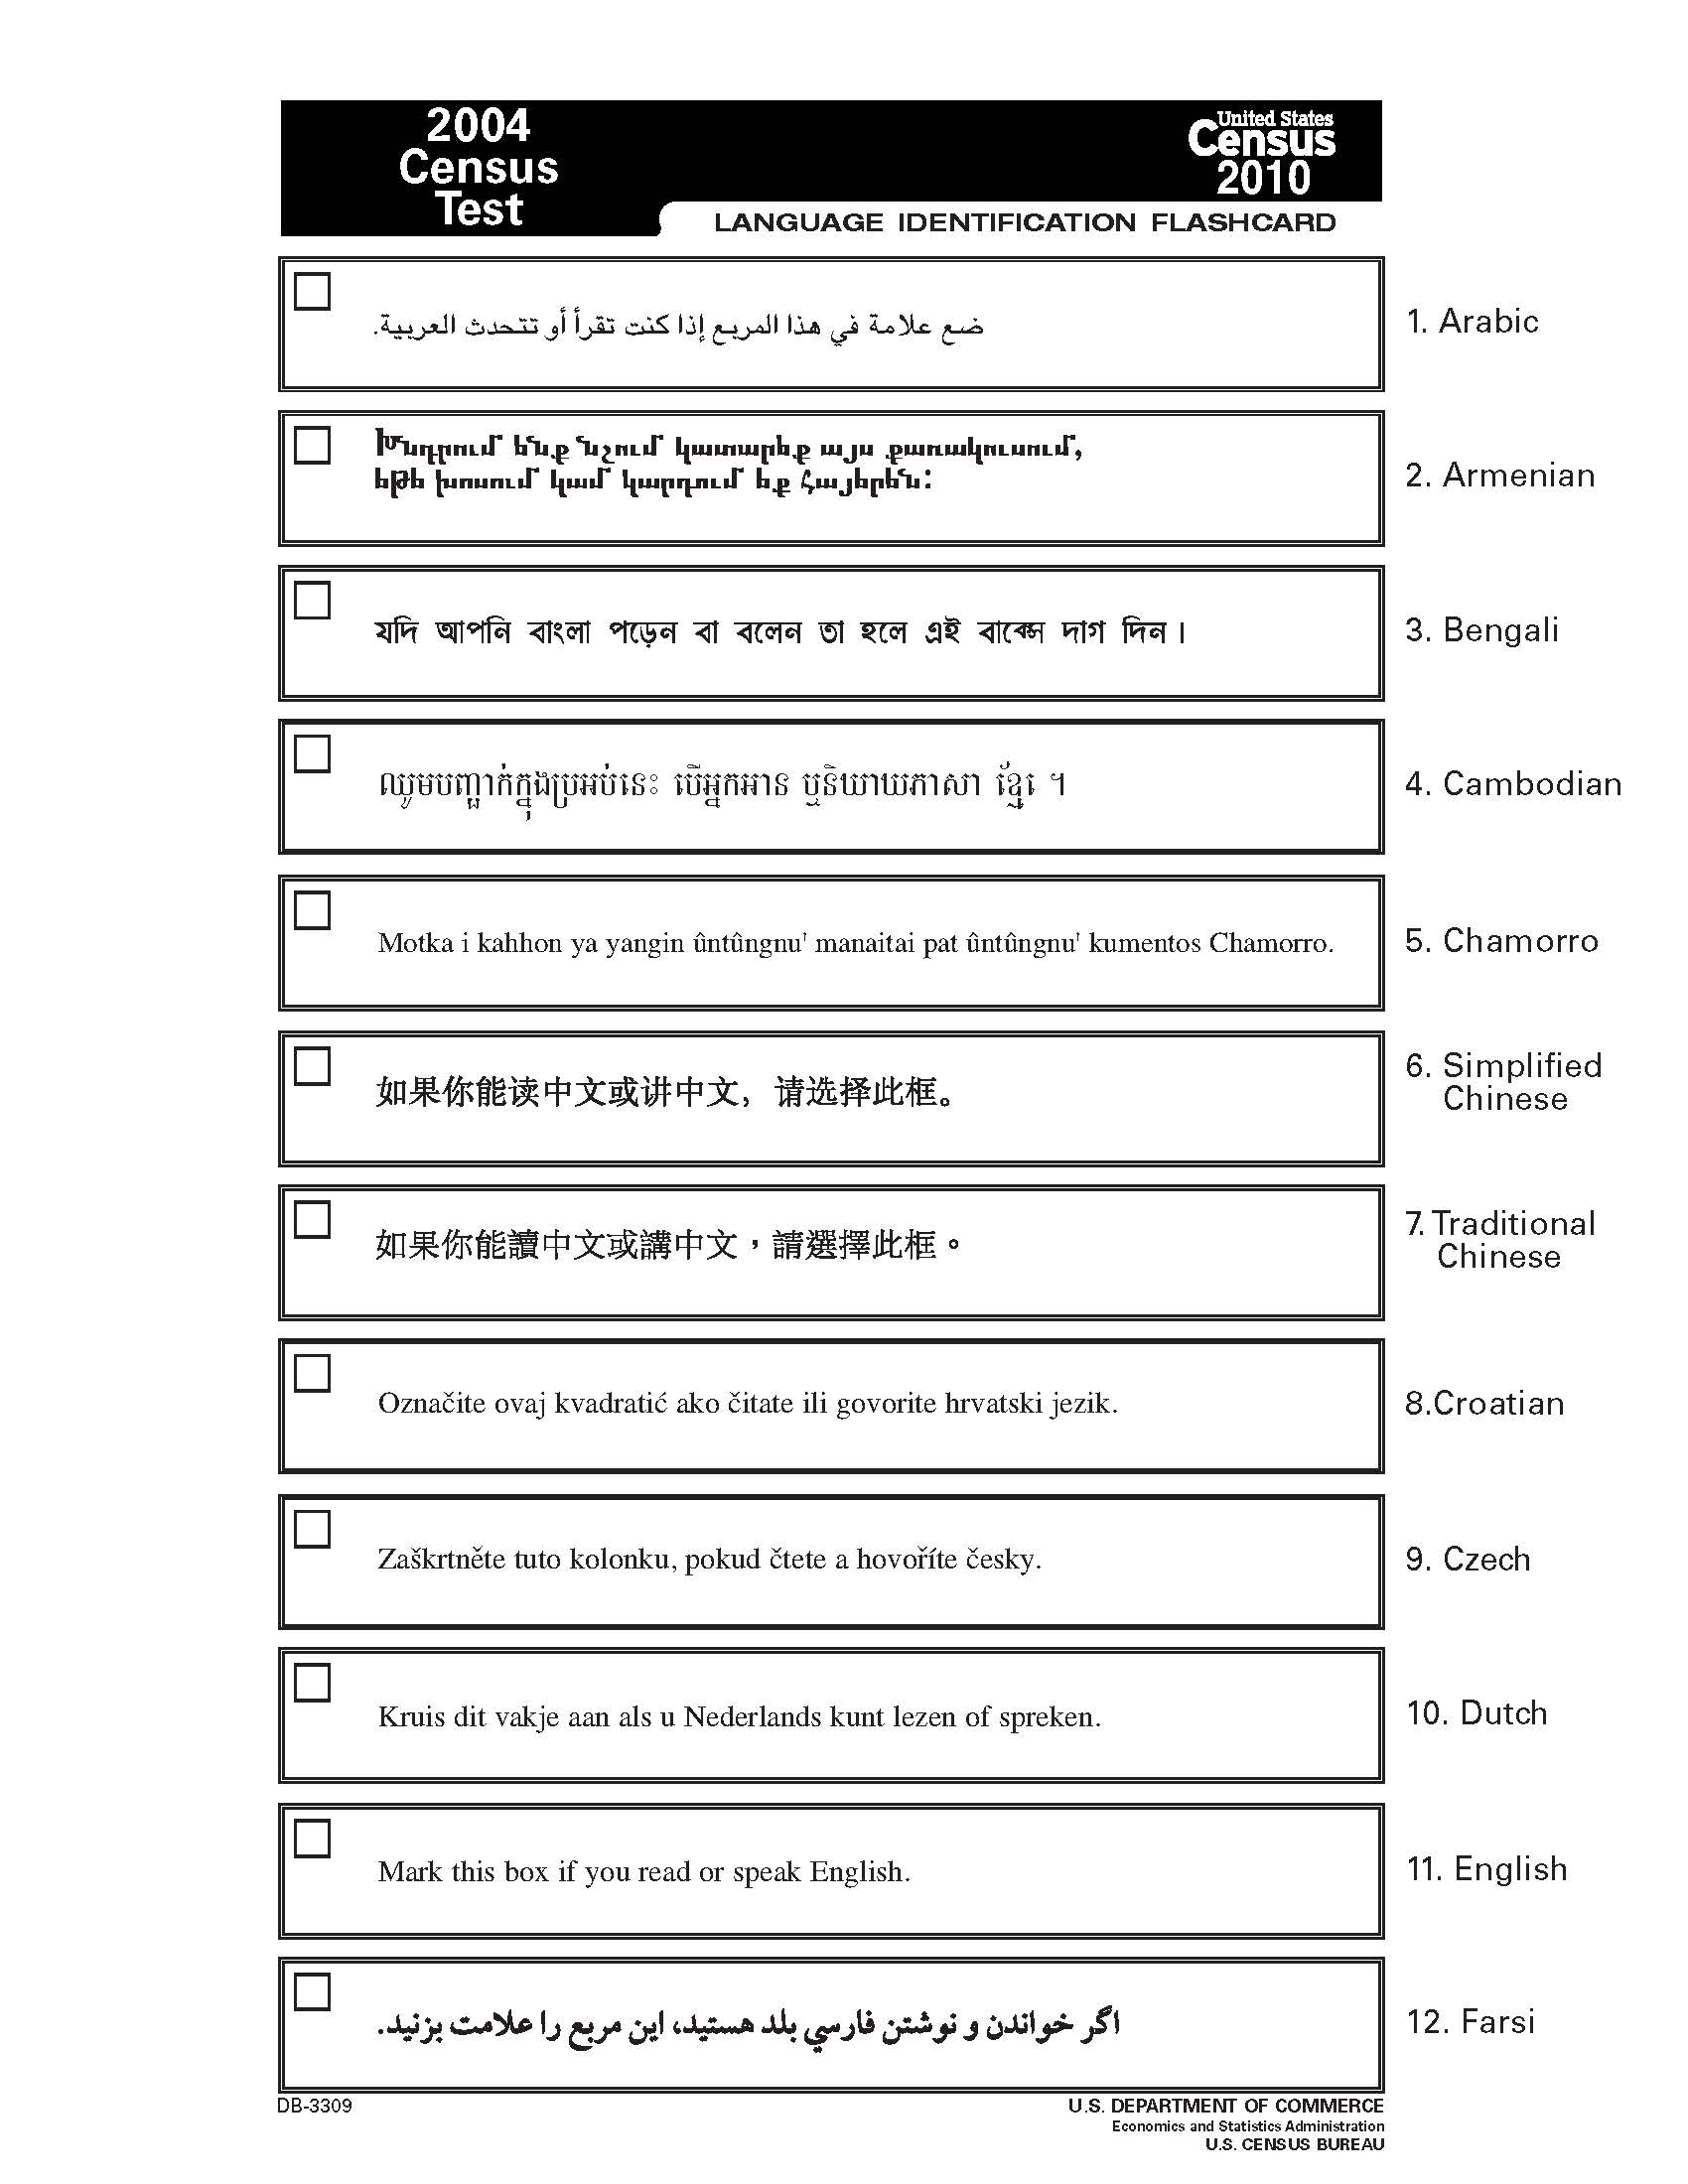 2004
Census
Test
United States
Census
2010
LANGUAGE IDENTIFICATION FLASHCARD
ضع علامة في هذا المربع إذا كنت تقرأ أو تتحدث العربية.
1. Arabic
Խնդրում ենք նշում կատարեք այս քառակուսում,
եթե խոսում կամ կարդում եք Հայերեն:
2. Armenian
যদি আপনি বাংলা পড়েন বা বলেন তা হলে এই বাক্সে দাগ দিন।
3. Bengali
ឈូមបញ្ជាក់ក្នុងប្រអប់នេះ បើអ្នកអាន ឬនិយាយភាសា ខ្មែរ ។
4. Cambodian
Motka i kahhon ya yangin ûntûngnu' manaitai pat ûntûngnu' kumentos Chamorro.
5. Chamorro
如果你能读中文或讲中文，请选择此框。
6. Simplified
Chinese
如果你能讀中文或講中文，請選擇此框。
7. Traditional
Chinese
Označite ovaj kvadratić ako čitate ili govorite hrvatski jezik.
8.Croatian
Zaškrtněte tuto kolonku, pokud čtete a hovoříte česky.
9. Czech
Kruis dit vakje aan als u Nederlands kunt lezen of spreken.
10. Dutch
Mark this box if you read or speak English.
11. English
اگر خواندن و نوشتن فارسي بلد هستيد، اين مربع را علامت بزنيد.
12. Farsi
DB-3309
U.S. DEPARTMENT OF COMMERCE
Economics and Statistics Administration
U.S. CENSUS BUREAU